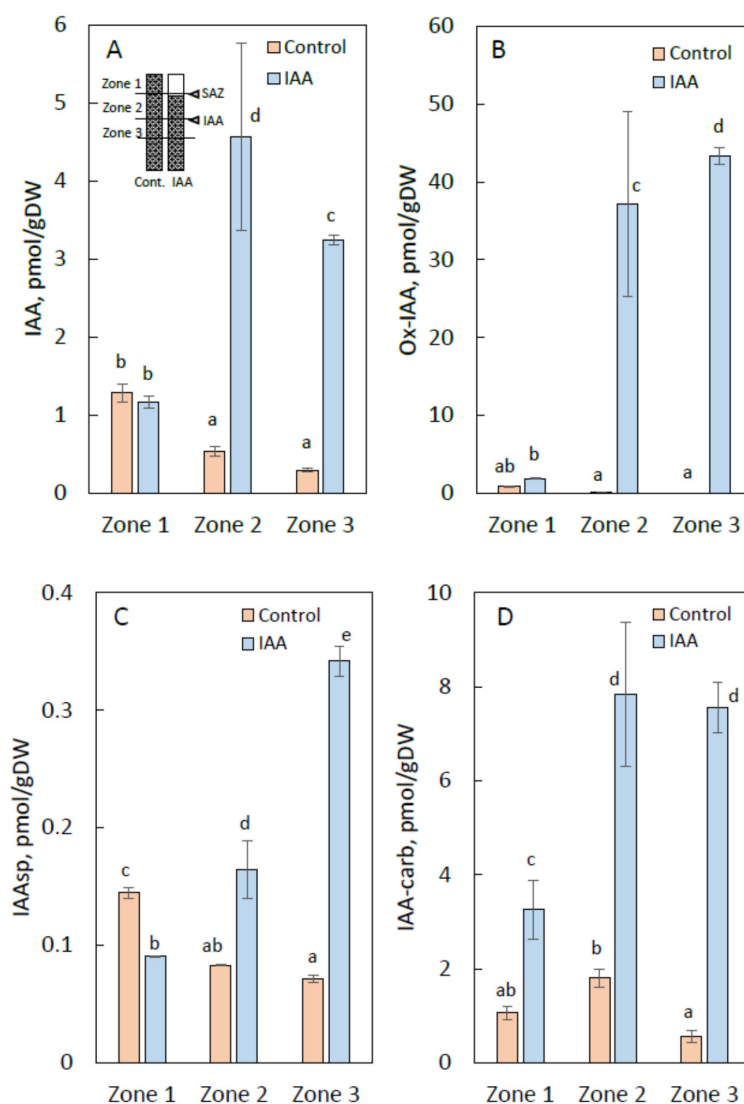 A
Control
IAA
Zone 1
Zone 2
Zone 3
SAZ
IAA
Cont. IAA
IAA, pmol/gDW
6
5
4
3
2
1
0
b b a d a c
Zone 1 Zone 2 Zone 3
B
Control
IAA
Ox-IAA, pmol/gDW
60
50
40
30
20
10
0
ab b a c a d
Zone 1 Zone 2 Zone 3
C
Control
IAA
IAAsp, pmol/gDW
0.4
0.3
0.2
0.1
0
c b ab d a e
Zone 1 Zone 2 Zone 3
D
Control
IAA
IAA-carb, pmol/gDW
10
8
6
4
2
0
ab c b d a d
Zone 1 Zone 2 Zone 3